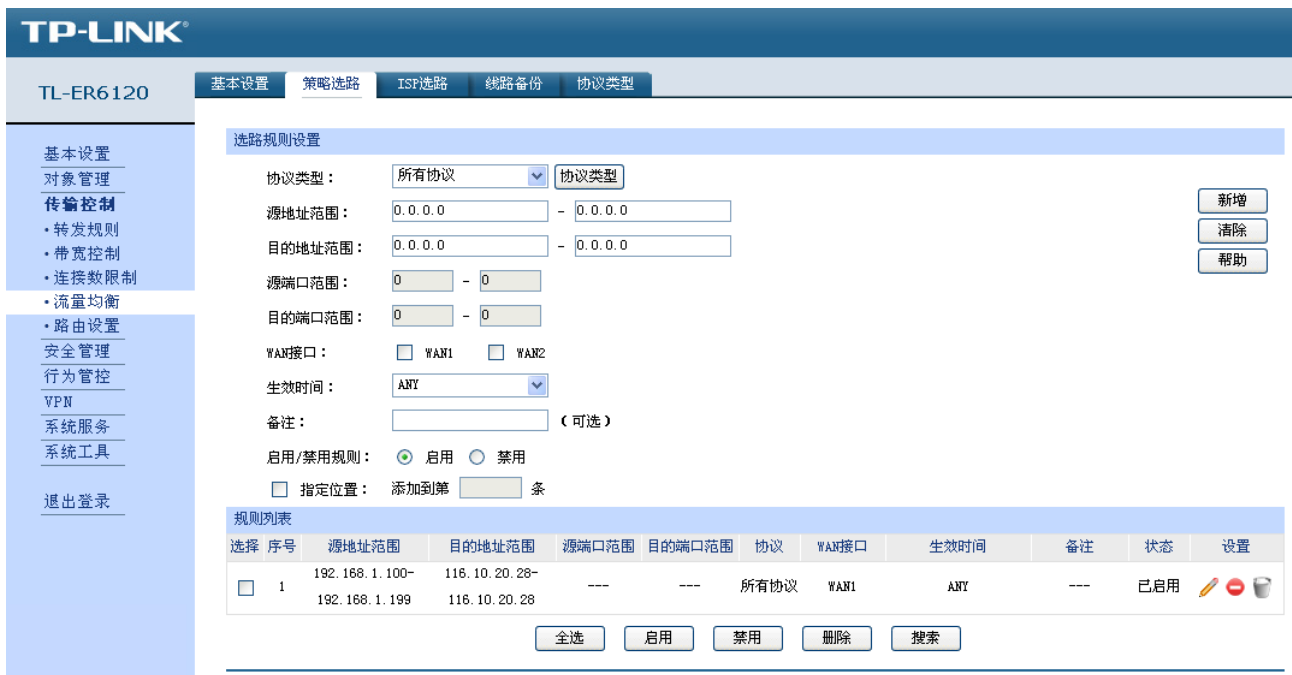 TP-LINK®
TL-ER6120
基本设置 策略选路 ISP选路 线路备份 协议类型
基本设置
对象管理
传输控制
•转发规则
•带宽控制
•连接数限制
•流量均衡
•路由设置
安全管理
行为管控
VPN
系统服务
系统工具
退出登录
选路规则设置
协议类型： 所有协议 协议类型
源地址范围： 0.0.0.0 - 0.0.0.0
目的地址范围： 0.0.0.0 - 0.0.0.0
源端口范围： 0 - 0
目的端口范围： 0 - 0
WAN接口： WAN1 WAN2
生效时间： ANY
备注： （可选）
启用/禁用规则： 启用 禁用
指定位置： 添加到第 条
新增
清除
帮助
规则列表
选择 序号 源地址范围 目的地址范围 源端口范围 目的端口范围 协议 WAN接口 生效时间 备注 状态 设置
192.168.1.100- 116.10.20.28-
1 --- --- 所有协议 WAN1 ANY --- 已启用
192.168.1.199 116.10.20.28
全选 启用 禁用 删除 搜索